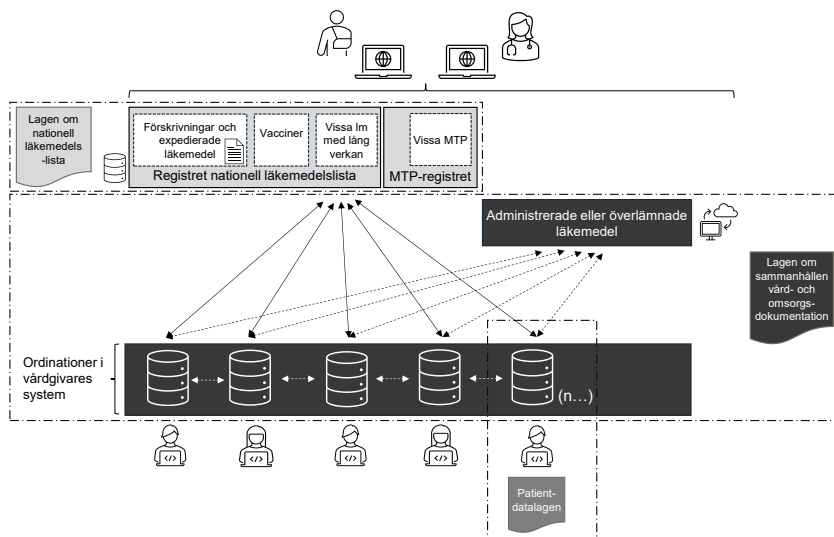 Lagen om
nationell
läkemedels
-lista
Förskrivningar och
expedierade
läkemedel
Vacciner
Vissa lm
med lång
verkan
Vissa MTP
Registret nationell läkemedelslista
MTP-registret
Administrerade eller överlämnade
läkemedel
Lagen om
sammanhållen
vård- och
omsorgs-
dokumentation
Ordinationer i
vårdgivares
system
(n…)
</>
</>
</>
</>
</>
Patient-
datalagen